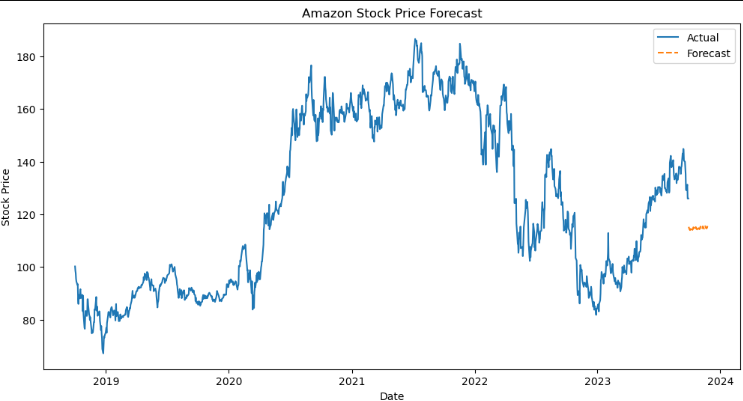 Amazon Stock Price Forecast
Actual
Forecast
180
160
140
120
100
80
Stock Price
2019
2020
2021
2022
2023
2024
Date